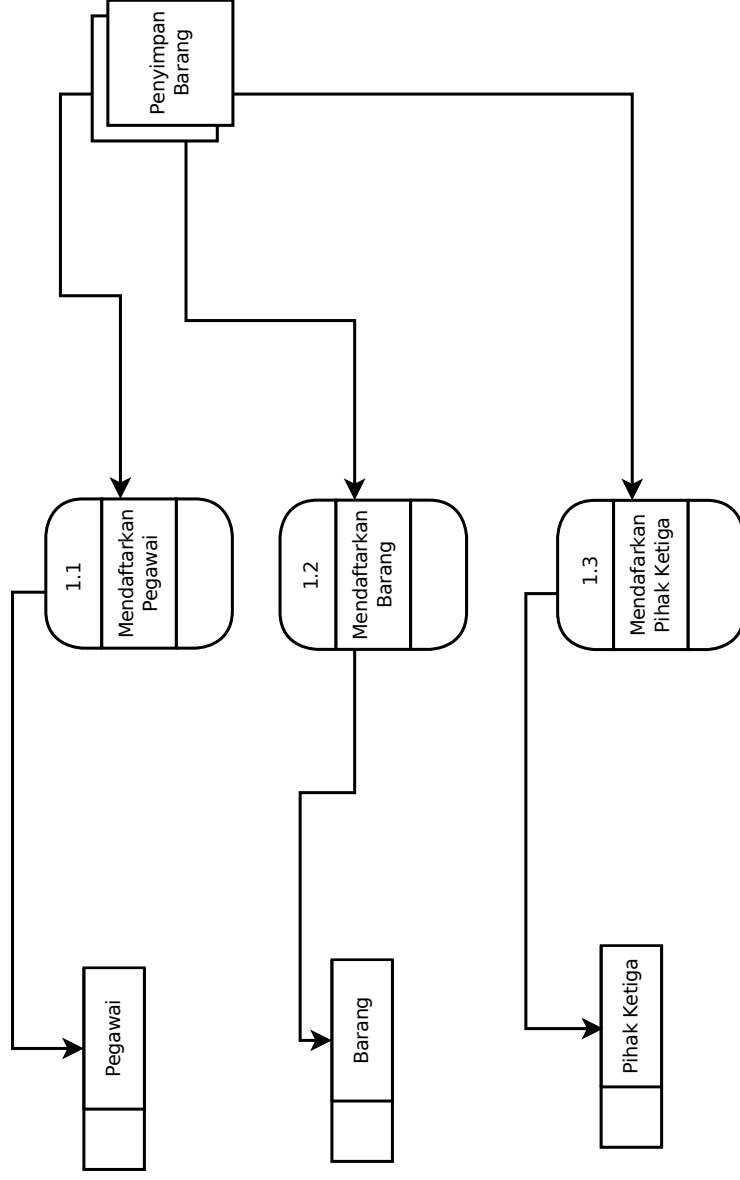 Penyimpan
Barang
1.1
Mendaftarkan
Pegawai
1.2
Mendaftarkan
Barang
1.3
Mendafarkan
Pihak Ketiga
Pegawai
Barang
Pihak Ketiga